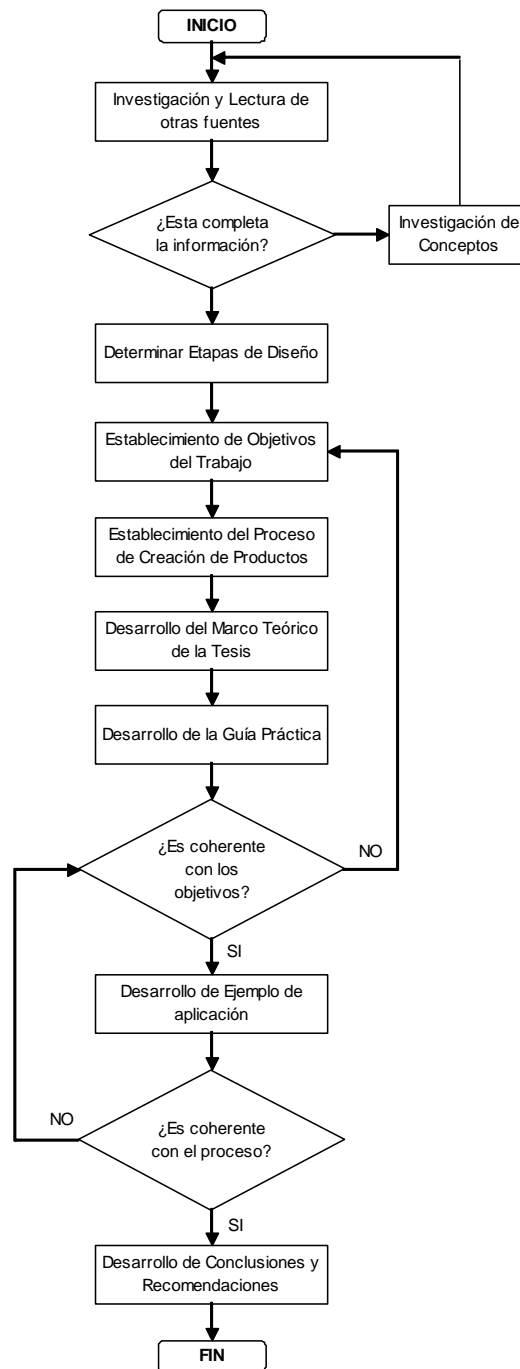 INICIO
Investigación y Lectura de
otras fuentes
¿Esta completa
la información?
Investigación de
Conceptos
Determinar Etapas de Diseño
Establecimiento de Objetivos
del Trabajo
Establecimiento del Proceso
de Creación de Productos
Desarrollo del Marco Teórico
de la Tesis
Desarrollo de la Guía Práctica
¿Es coherente
con los
objetivos?
NO
SI
Desarrollo de Ejemplo de
aplicación
NO
¿Es coherente
con el proceso?
SI
Desarrollo de Conclusiones y
Recomendaciones
FIN